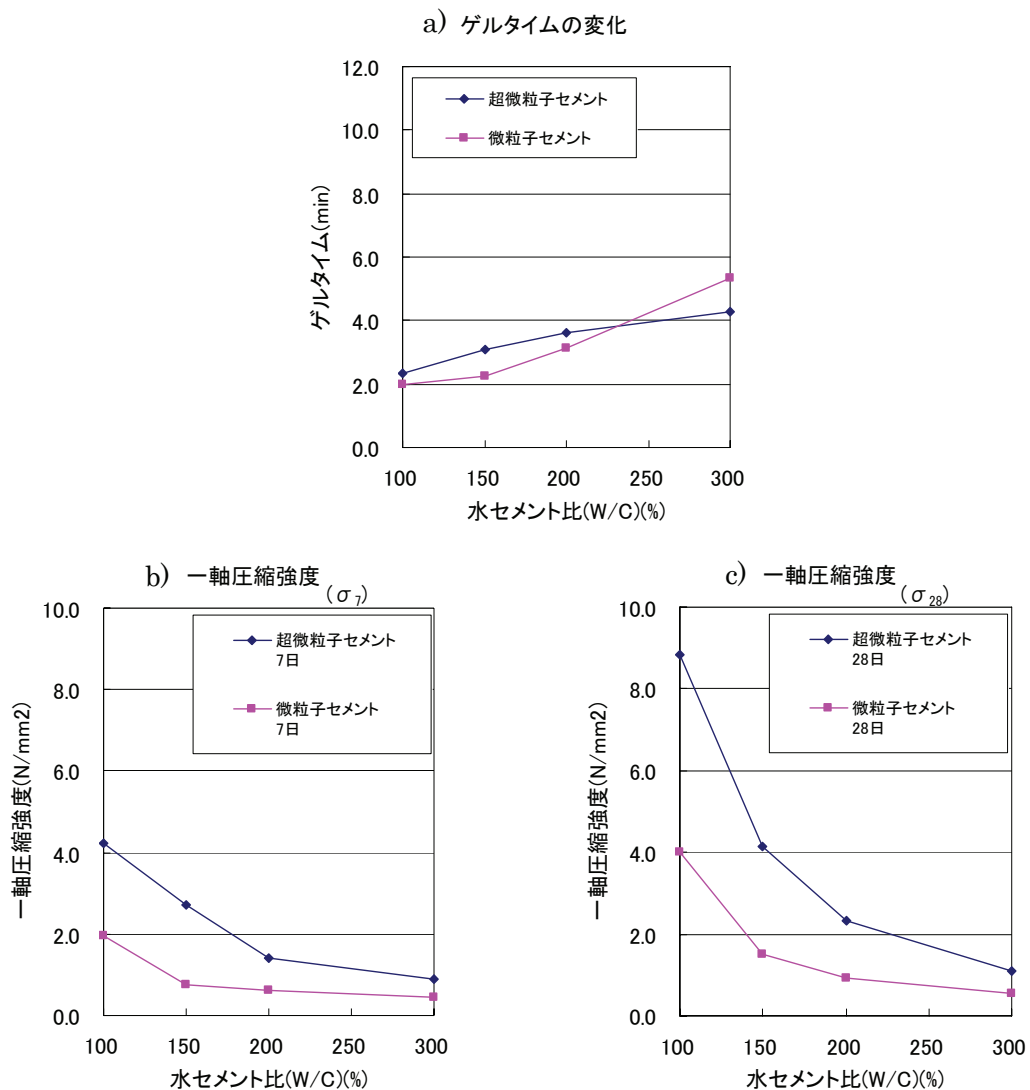 a) ゲルタイムの変化
12.0
10.0
8.0
6.0
4.0
2.0
0.0
ゲルタイム(min)
超微粒子セメント
微粒子セメント
100 150 200 250 300
水セメント比(W/C)(%)
b) 一軸圧縮強度(σ7)
10.0
8.0
6.0
4.0
2.0
0.0
一軸圧縮強度(N/mm2)
超微粒子セメント
7日
微粒子セメント
7日
100 150 200 250 300
水セメント比(W/C)(%)
c) 一軸圧縮強度(σ28)
10.0
8.0
6.0
4.0
2.0
0.0
一軸圧縮強度(N/mm2)
超微粒子セメント
28日
微粒子セメント
28日
100 150 200 250 300
水セメント比(W/C)(%)